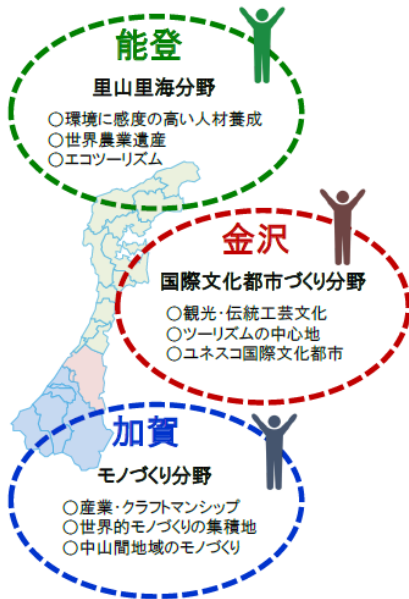 能登
里山里海分野
○環境に感度の高い人材養成
○世界農業遺産
○エコツーリズム
金沢
国際文化都市づくり分野
○観光・伝統工芸文化
○ツーリズムの中心地
○ユネスコ国際文化都市
加賀
モノづくり分野
○産業・クラフトマンシップ
○世界的モノづくりの集積地
○中山間地域のモノづくり